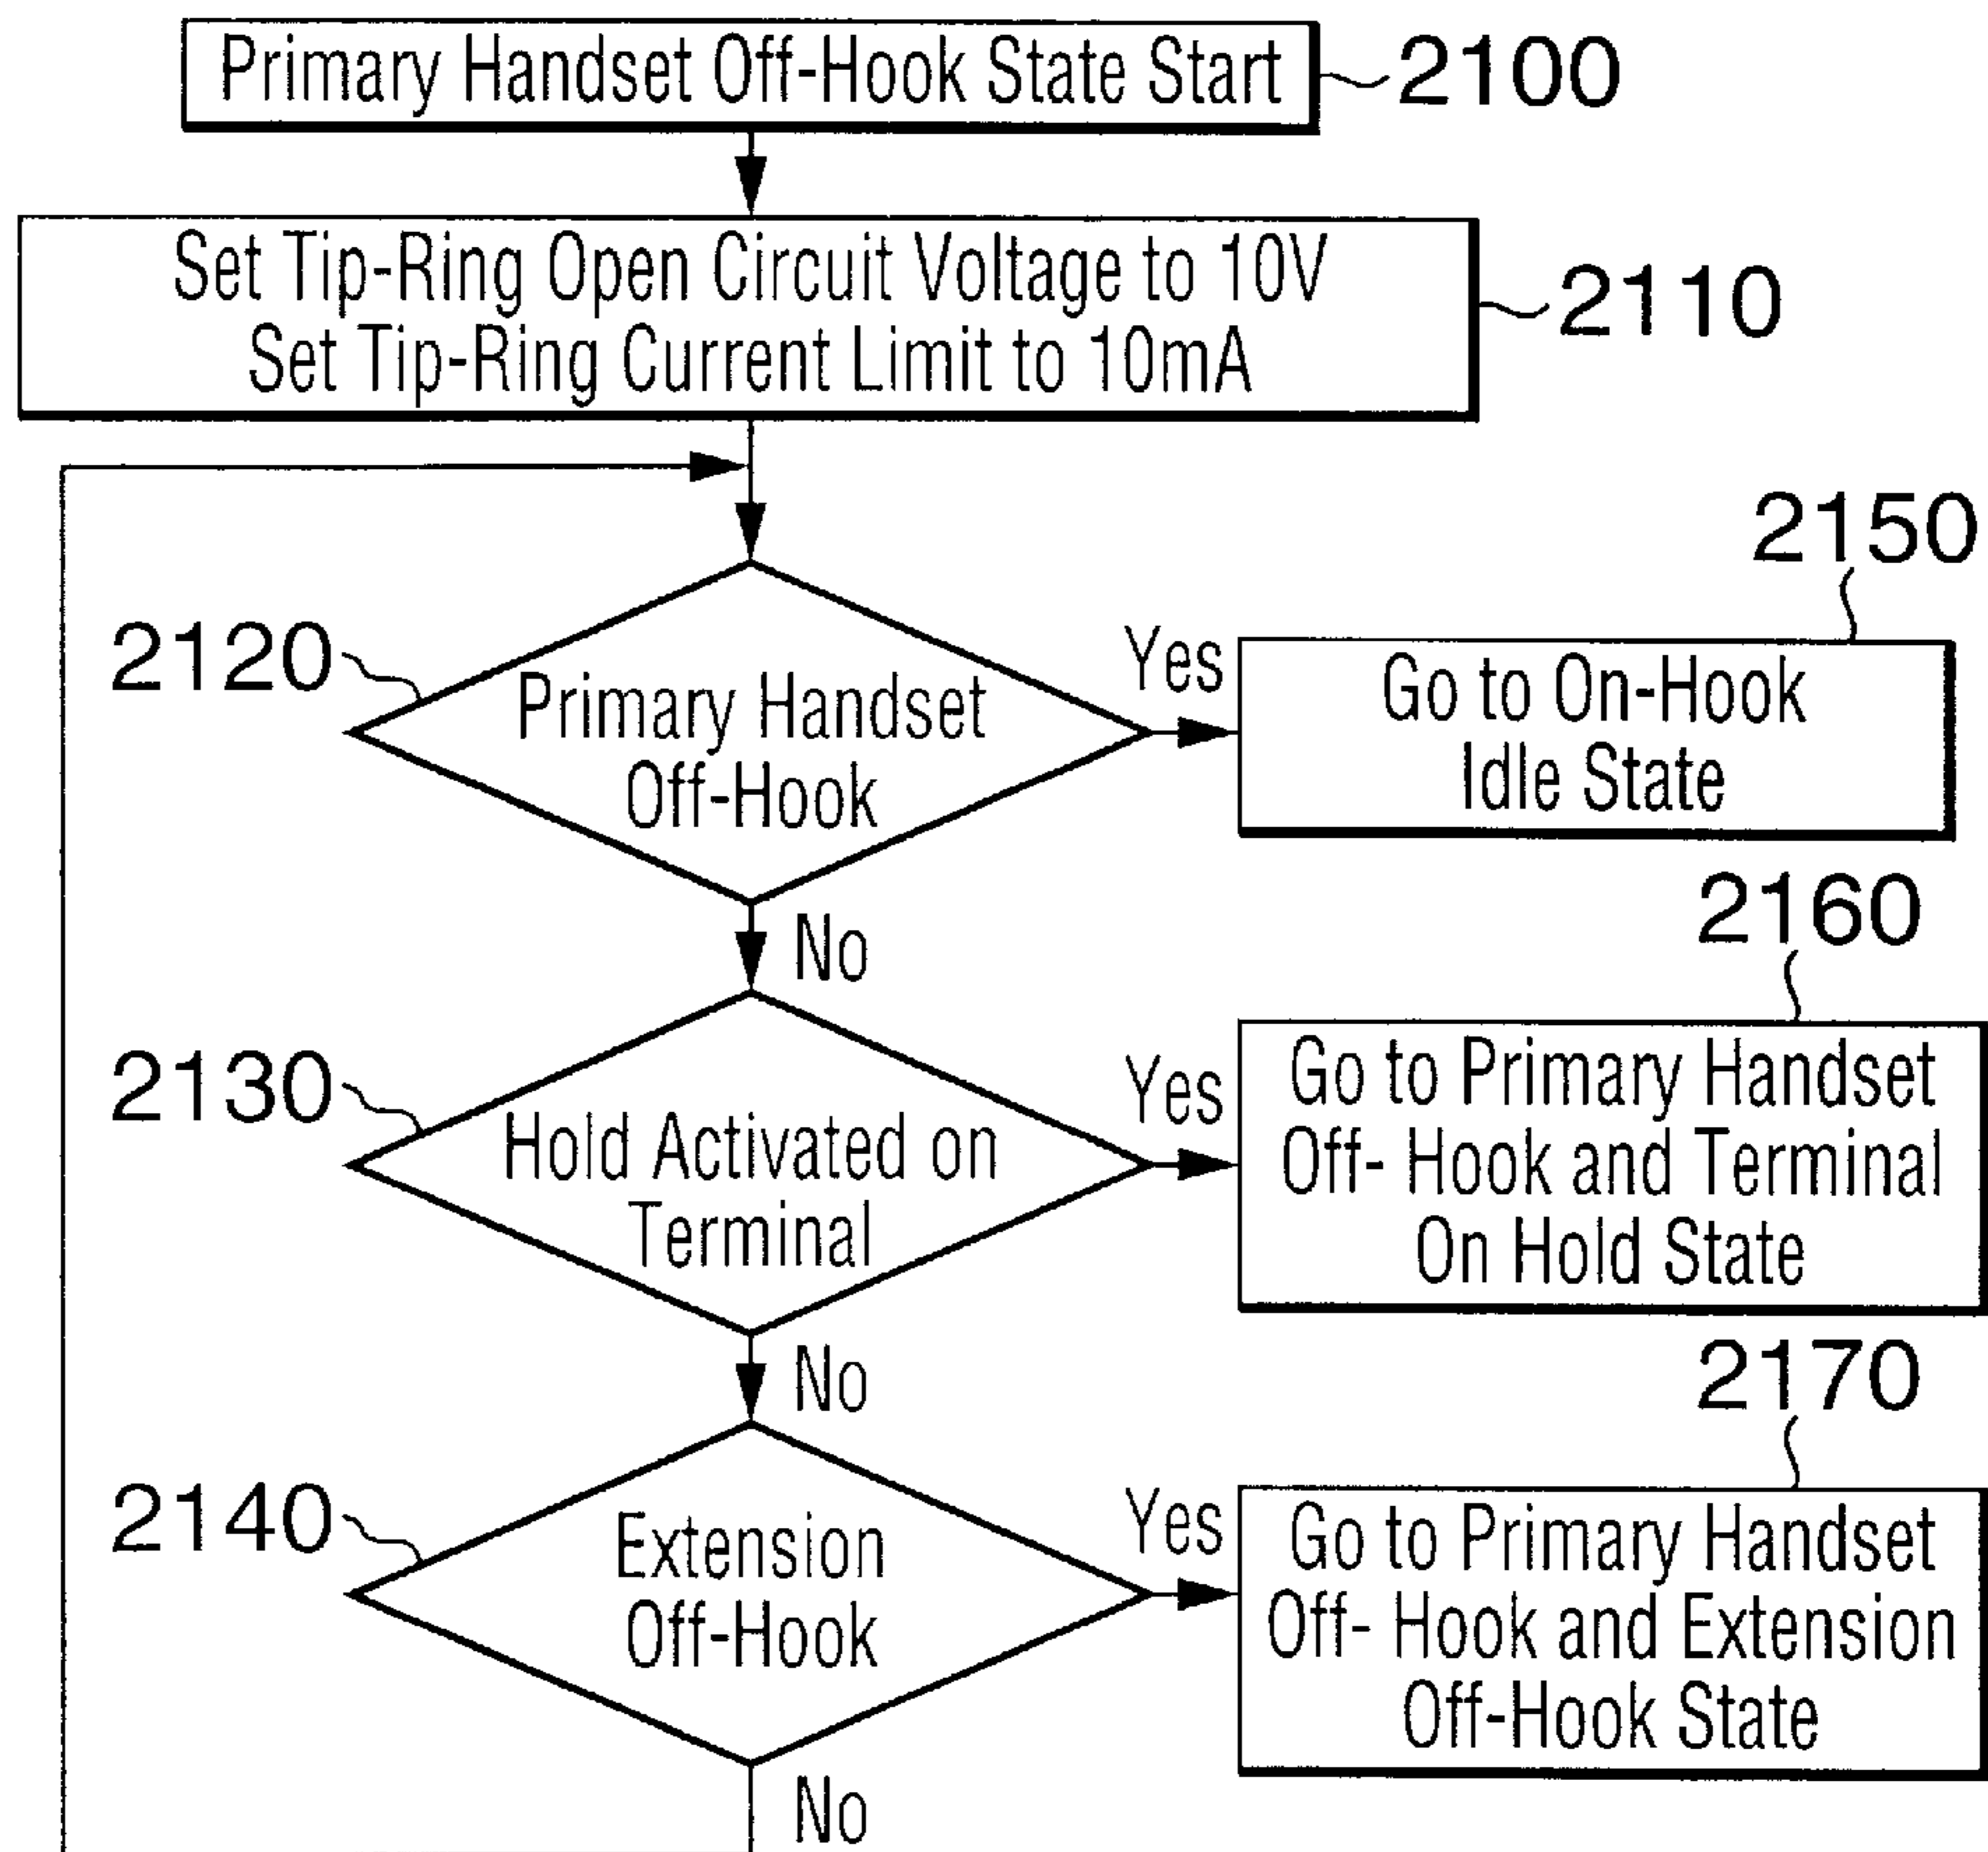 Primary Handset Off-Hook State Start
2100
Set Tip-Ring Open Circuit Voltage to 10V
Set Tip-Ring Current Limit to 10mA
2110
2120
Primary Handset
Off-Hook
Yes
2150
Go to On-Hook
Idle State
No
2130
Hold Activated on
Terminal
Yes
2160
Go to Primary Handset
Off- Hook and Terminal
On Hold State
No
2140
Extension
Off-Hook
Yes
2170
Go to Primary Handset
Off- Hook and Extension
Off-Hook State
No